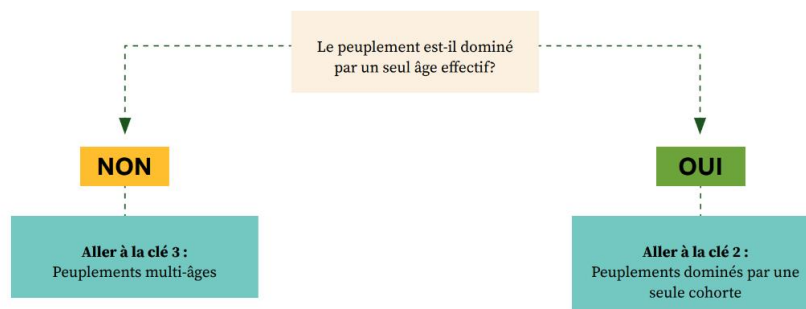 Le peuplement est-il dominé
par un seul âge effectif?
NON
OUI
Aller à la clé 3 :
Peuplements multi-âges
Aller à la clé 2 :
Peuplements dominés par une
seule cohorte